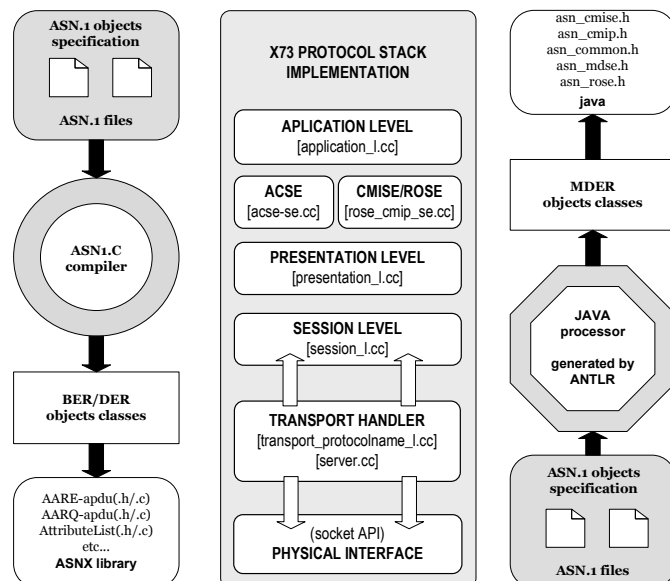 ASN.1 objects
specification
ASN.1 files
ASN1.C
compiler
BER/DER
objects classes
AARE-apdu(.h/.c)
AARQ-apdu(.h/.c)
AttributeList(.h/.c)
etc...
ASNX library
X73 PROTOCOL STACK
IMPLEMENTATION
APLICATION LEVEL
[application_l.cc]
ACSE
[acse-se.cc]
CMISE/ROSE
[rose_cmip_se.cc]
PRESENTATION LEVEL
[presentation_l.cc]
SESSION LEVEL
[session_l.cc]
TRANSPORT HANDLER
[transport_protocolname_l.cc]
[server.cc]
(socket API)
PHYSICAL INTERFACE
asn_cmise.h
asn_cmip.h
asn_common.h
asn_mdse.h
asn_rose.h
java
MDER
objects classes
JAVA
processor
generated by
ANTLR
ASN.1 objects
specification
ASN.1 files